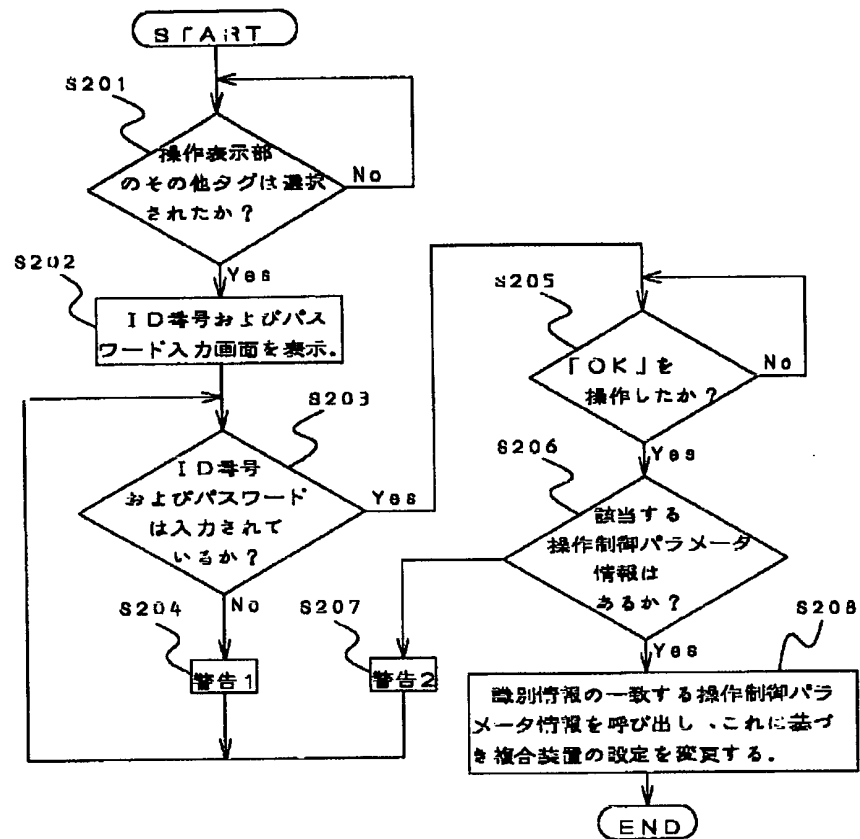 START
S201
操作表示部
のその他タグは選択
されたか？
No
Yes
S202
ID番号およびパス
ワード入力画面を表示.
S203
ID番号
およびパスワード
は入力されて
いるか？
Yes
No
S204
警告1
S205
「OK」を
操作したか？
No
Yes
S206
該当する
操作制御パラメータ
情報は
あるか？
S207
警告2
Yes
S208
識別情報の一致する操作制御パラ
メータ情報を呼び出し、これに基づ
き複合装置の設定を変更する.
END